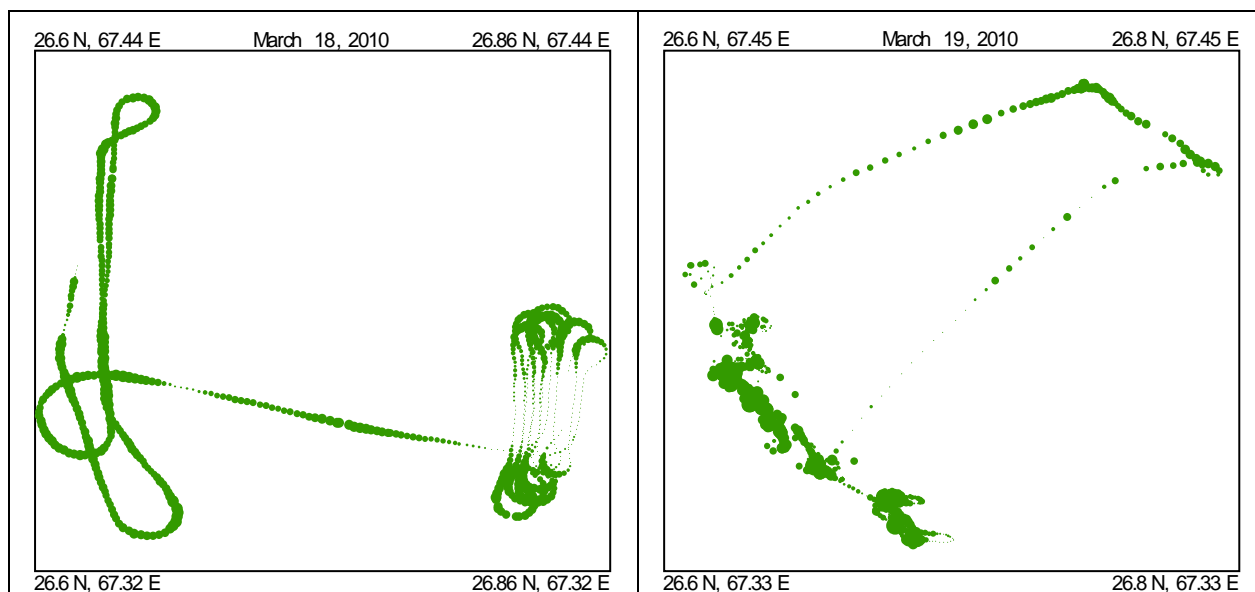 26.6 N, 67.44 E March 18, 2010 26.86 N, 67.44 E
26.6 N, 67.32 E 26.86 N, 67.32 E
26.6 N, 67.45 E March 19, 2010 26.8 N, 67.45 E
26.6 N, 67.33 E 26.8 N, 67.33 E